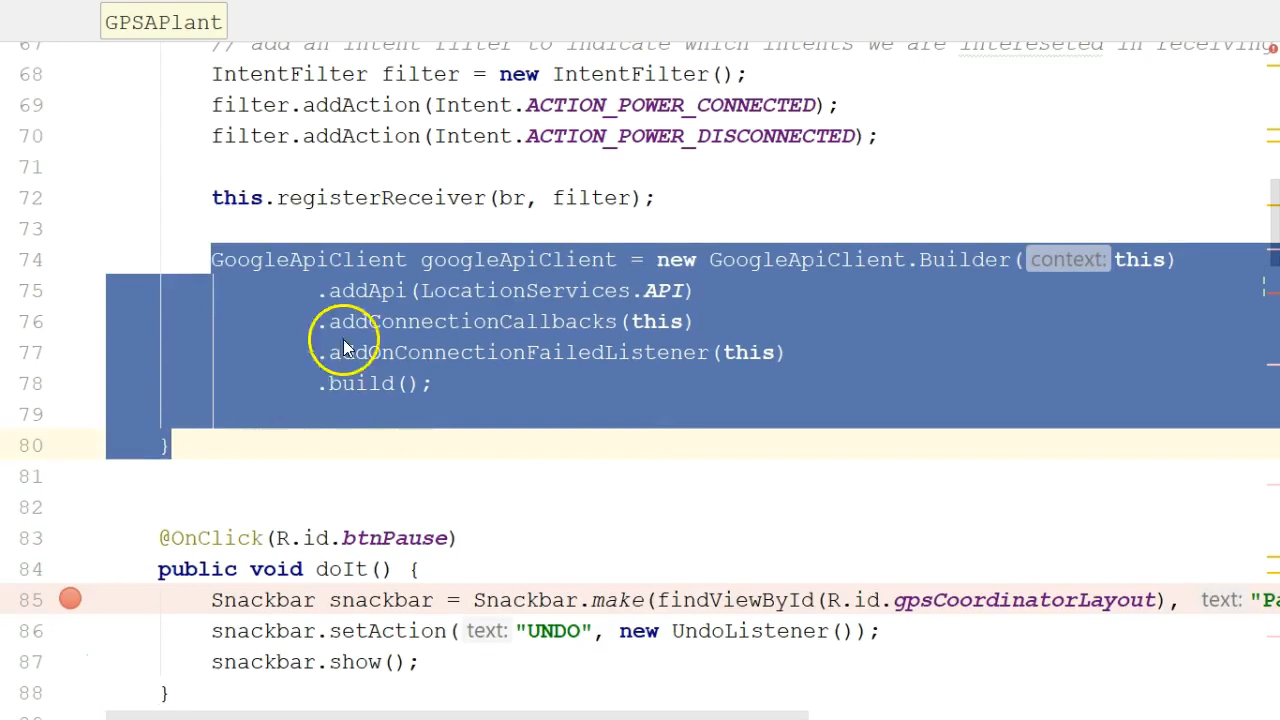 GPSAPlant
67 // add an intent filter to indicate which intents we are intereseted in receiving
68 IntentFilter filter = new IntentFilter();
69 filter.addAction(Intent.ACTION_POWER_CONNECTED);
70 filter.addAction(Intent.ACTION_POWER_DISCONNECTED);
71
72 this.registerReceiver(br, filter);
73
74 GoogleApiClient googleApiClient = new GoogleApiClient.Builder( context: this)
75 .addApi(LocationServices.API)
76 .addConnectionCallbacks(this)
77 .addOnConnectionFailedListener(this)
78 .build();
79
80 }
81
82
83 @OnClick(R.id.btnPause)
84 public void doIt() {
85 Snackbar snackbar = Snackbar.make(findViewById(R.id.gpsCoordinatorLayout), text: "Pa
86 snackbar.setAction( text: "UNDO", new UndoListener());
87 snackbar.show();
88 }